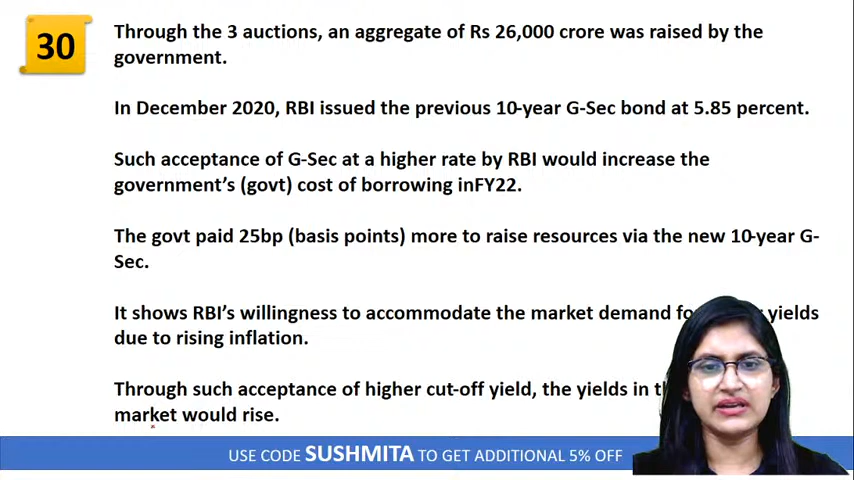 30
Through the 3 auctions, an aggregate of Rs 26,000 crore was raised by the
government.
In December 2020, RBI issued the previous 10-year G-Sec bond at 5.85 percent.
Such acceptance of G-Sec at a higher rate by RBI would increase the
government's (govt) cost of borrowing inFY22.
The govt paid 25bp (basis points) more to raise resources via the new 10-year G-
Sec.
It shows RBI's willingness to accommodate the market demand yields
due to rising inflation.
Through such acceptance of higher cut-off yield, the yields in
market would rise.
USE CODE SUSHMITA TO GET ADDITIONAL 5% OFF